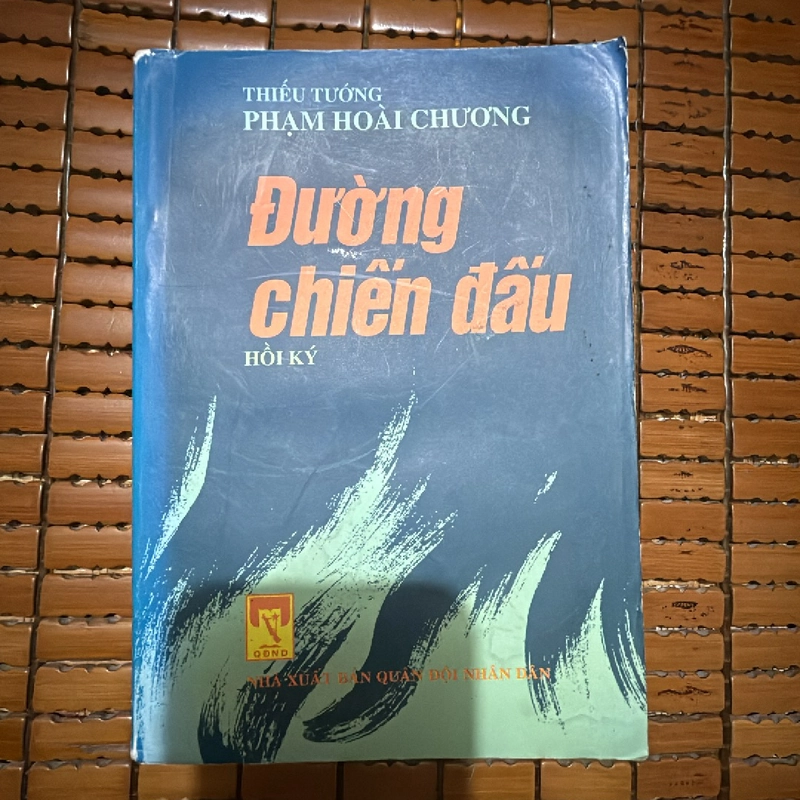 THIẾU TƯỚNG
PHẠM HOÀI CHƯƠNG
Đường
chiến đấu
HỒI KÝ
QĐND
NHÀ XUẤT BẢN QUÂN ĐỘI NHÂN DÂN